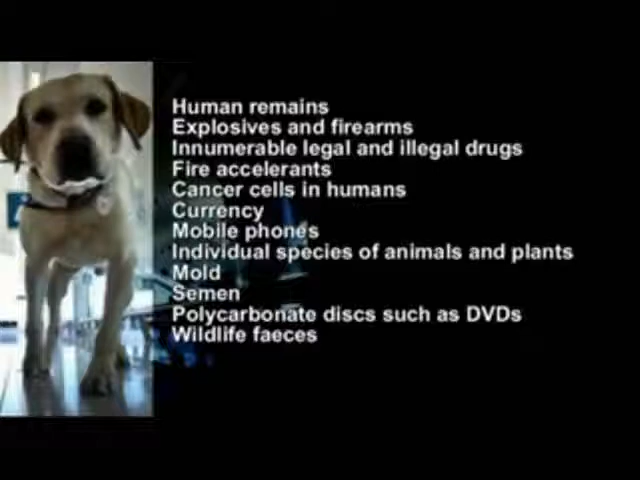 Human remains
Explosives and firearms
Innumerable legal and illegal drugs
Fire accelerants
Cancer cells in humans
Currency
Mobile phones
Individual species of animals and plants
Mold
Semen
Polycarbonate discs such as DVDs
Wildlife faeces